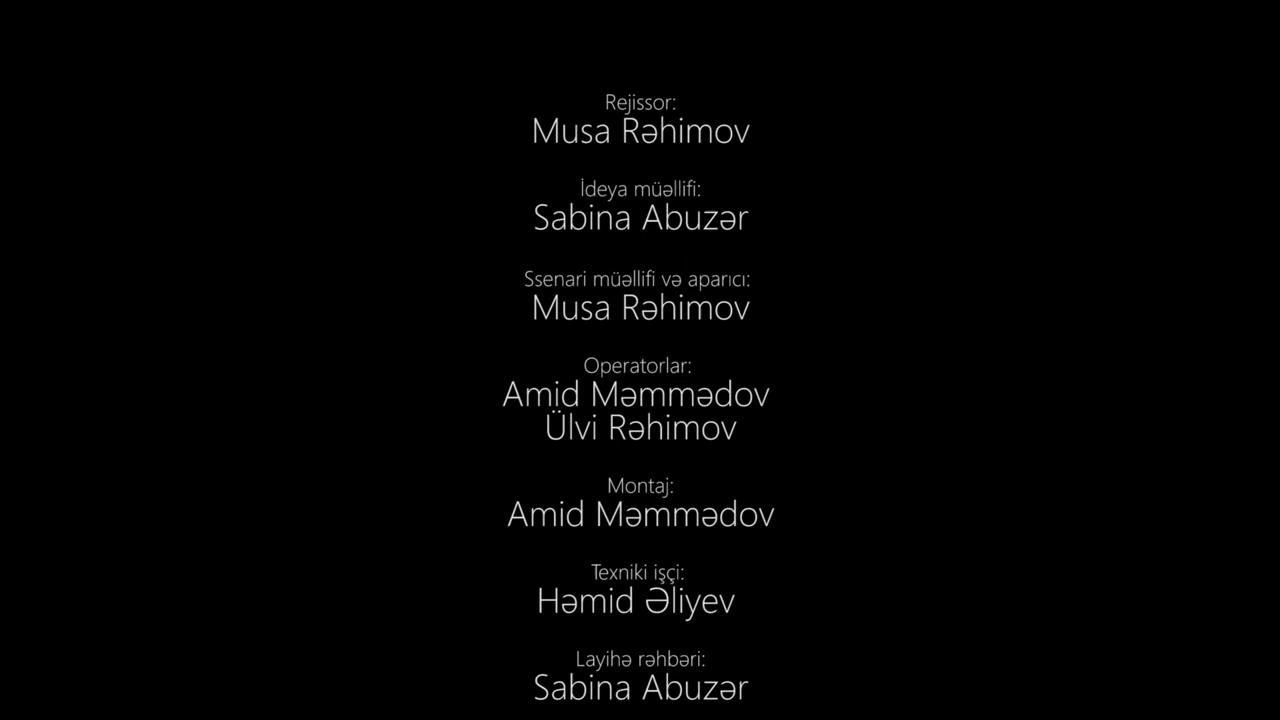 Rejissor:
Musa Rəhimov
İdeya müəllifi:
Sabina Abuzər
Ssenari müəllifi və aparıcı:
Musa Rəhimov
Operatorlar:
Amid Məmmədov
Ülvi Rəhimov
Montaj:
Amid Məmmədov
Texniki işçi:
Həmid Əliyev
Layihə rəhbəri:
Sabina Abuzər